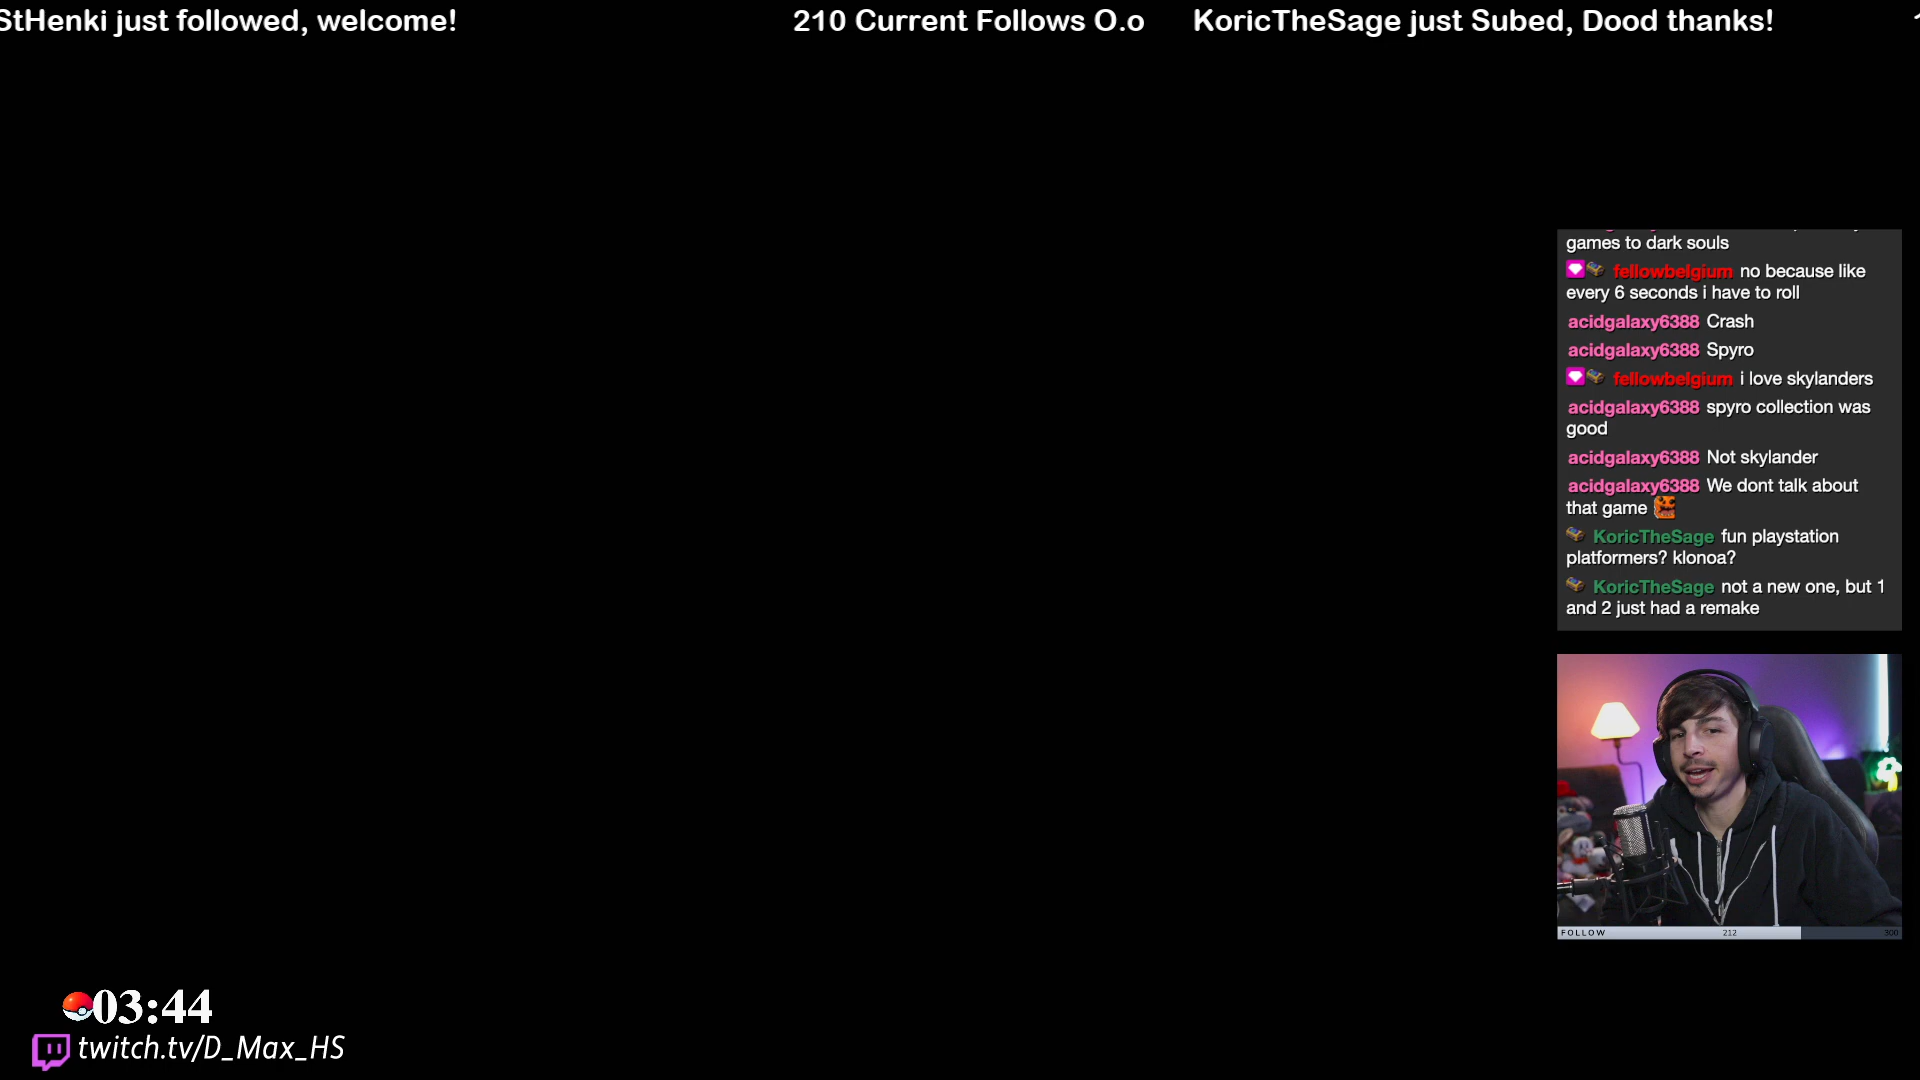 StHenki just followed, welcome!
210 Current Follows O.o
KoricTheSage just Subed, Dood thanks!
games to dark souls
fellowbelgium no because like
every 6 seconds i have to roll
acidgalaxy6388 Crash
acidgalaxy6388 Spyro
fellowbelgium i love skylanders
acidgalaxy6388 spyro collection was
good
acidgalaxy6388 Not skylander
acidgalaxy6388 We dont talk about
that game
KoricTheSage fun playstation
platformers? klonoa?
KoricTheSage not a new one, but 1
and 2 just had a remake
FOLLOW 212 300
03:44
twitch.tv/D_Max_HS